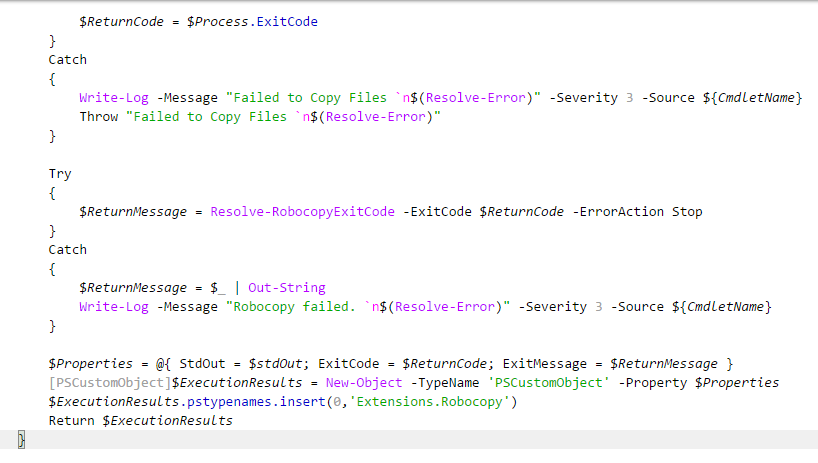 $ReturnCode = $Process.ExitCode
}
Catch
{
Write-Log -Message "Failed to Copy Files `n$(Resolve-Error)" -Severity 3 -Source ${CmdletName}
Throw "Failed to Copy Files `n$(Resolve-Error)"
}
Try
{
$ReturnMessage = Resolve-RobocopyExitCode -ExitCode $ReturnCode -ErrorAction Stop
}
Catch
{
$ReturnMessage = $_ | Out-String
Write-Log -Message "Robocopy failed. `n$(Resolve-Error)" -Severity 3 -Source ${CmdletName}
}
$Properties = @{ StdOut = $stdOut; ExitCode = $ReturnCode; ExitMessage = $ReturnMessage }
[PSCustomObject]$ExecutionResults = New-Object -TypeName 'PSCustomObject' -Property $Properties
$ExecutionResults.pstypenames.insert(0,'Extensions.Robocopy')
Return $ExecutionResults
}